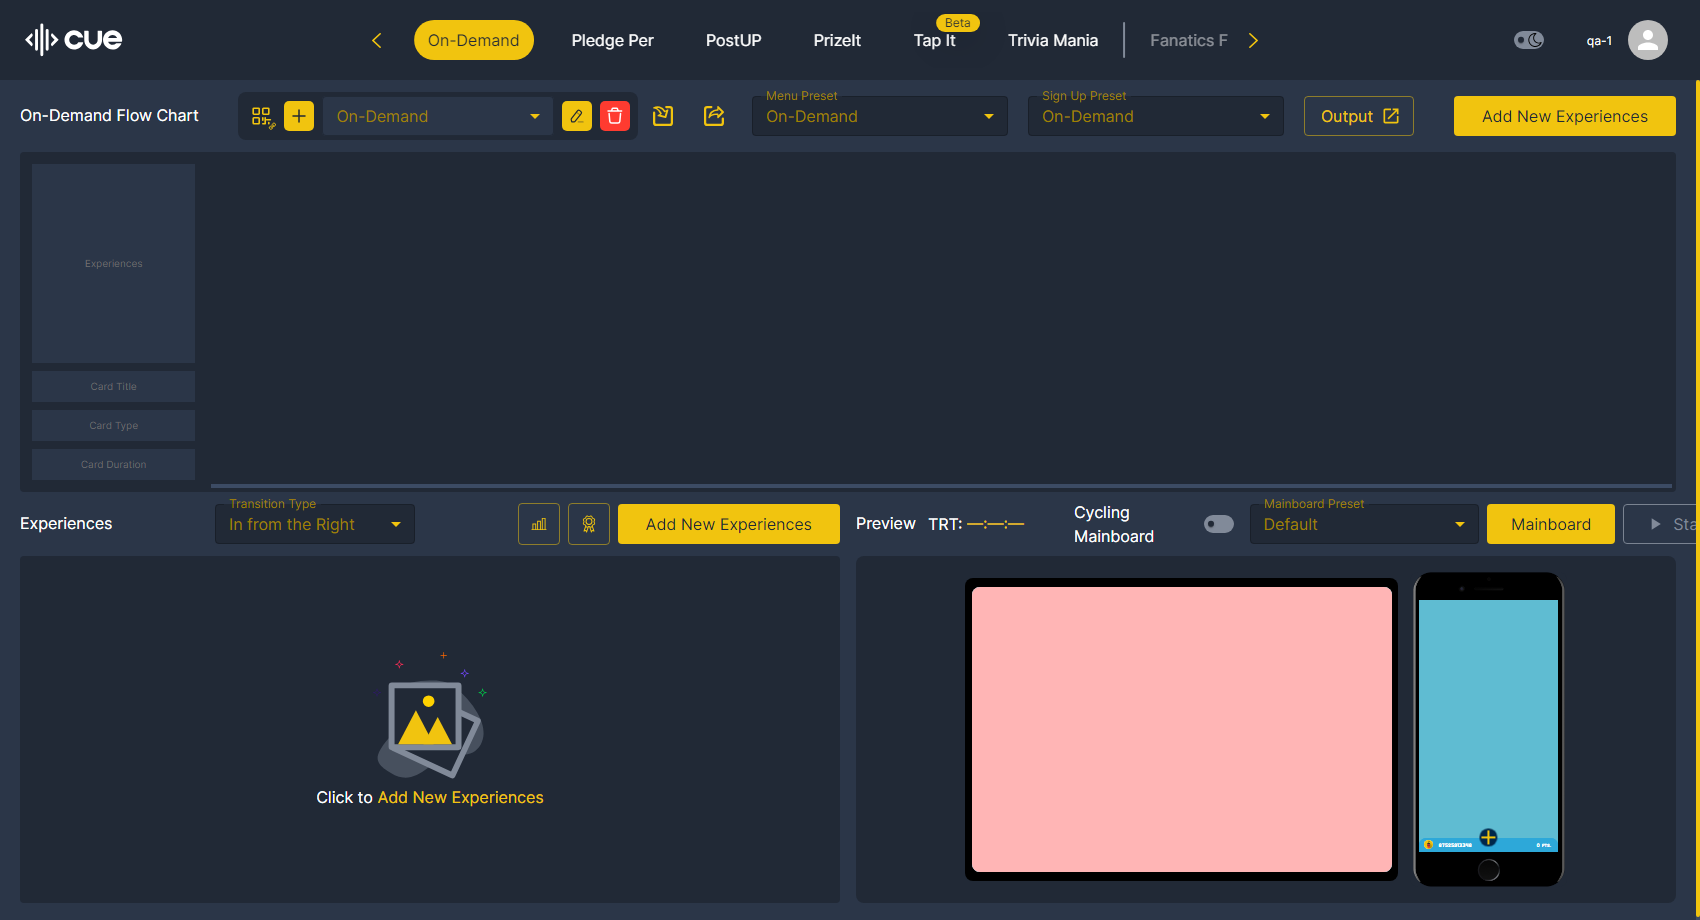 cue
On-Demand
Pledge Per
PostUP
PrizeIt
Beta
Tap It
Trivia Mania
Fanatics F
qa-1
On-Demand Flow Chart
On-Demand
Menu Preset
On-Demand
Sign Up Preset
On-Demand
Output
Add New Experiences
Experiences
Card Title
Card Type
Card Duration
Experiences
Transition Type
In from the Right
Add New Experiences
Preview
TRT: —:—:—
Cycling
Mainboard
Mainboard Preset
Default
Mainboard
Sta
Click to Add New Experiences
0 PTS.